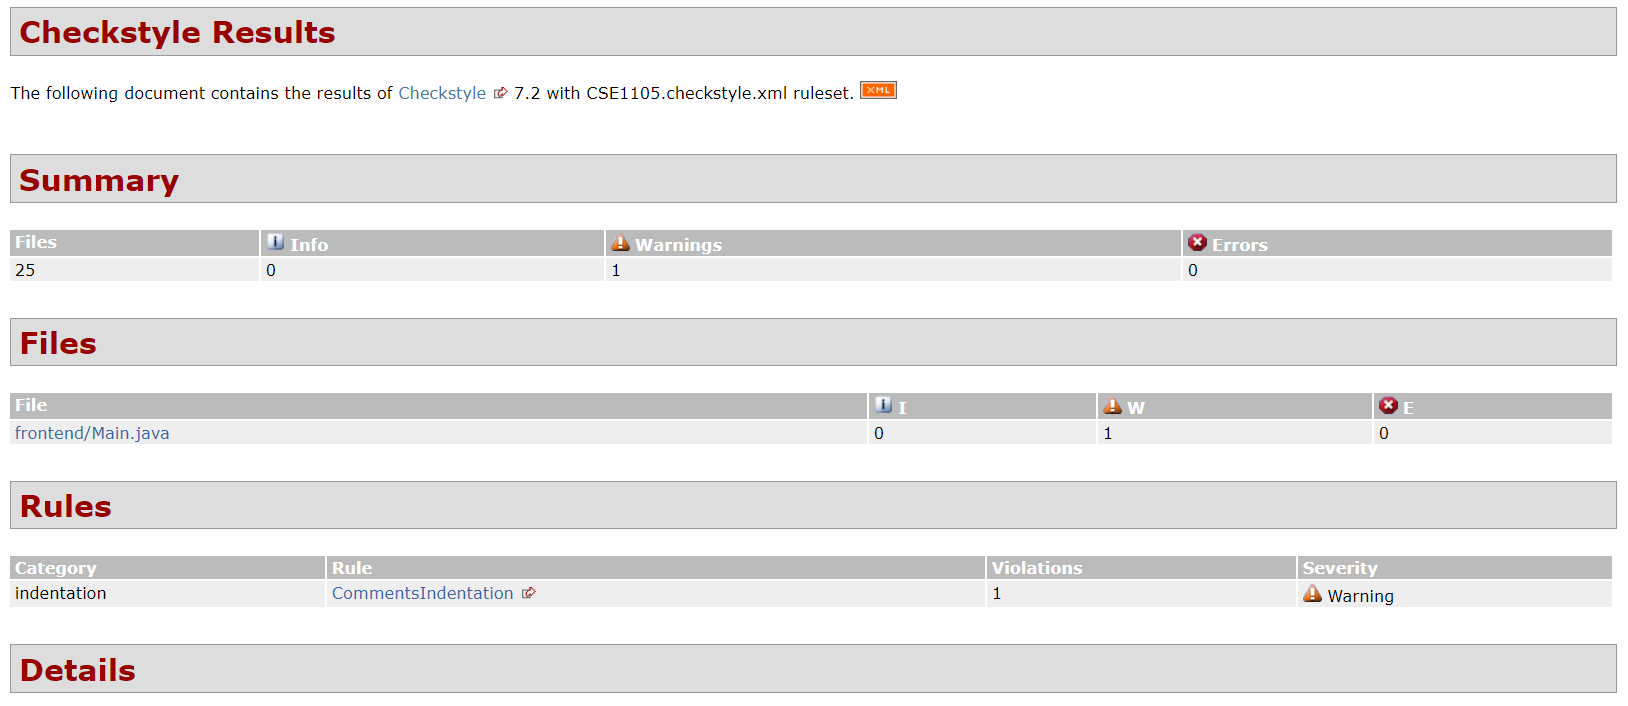 Checkstyle Results
The following document contains the results of Checkstyle 7.2 with CSE1105.checkstyle.xml ruleset. XML
Summary
Files Info Warnings Errors
25 0 1 0
Files
File I W E
frontend/Main.java 0 1 0
Rules
Category Rule Violations Severity
indentation CommentsIndentation 1 Warning
Details